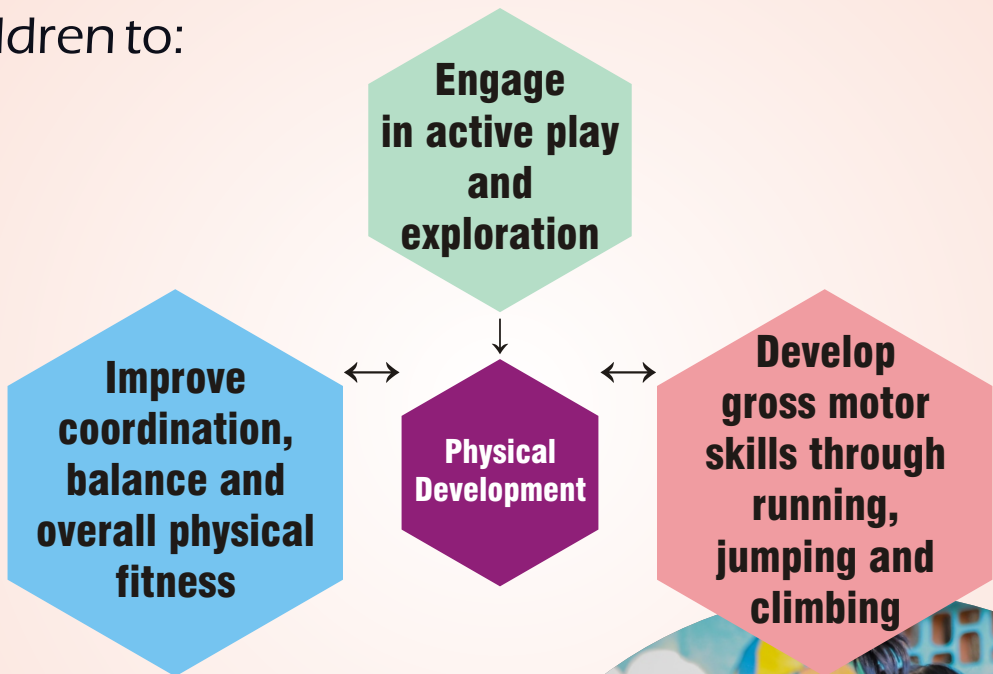 to:
Engage
in active play
and
exploration
Improve
coordination,
balance and
overall physical
fitness
Physical
Development
Develop
gross motor
skills through
running,
jumping and
climbing